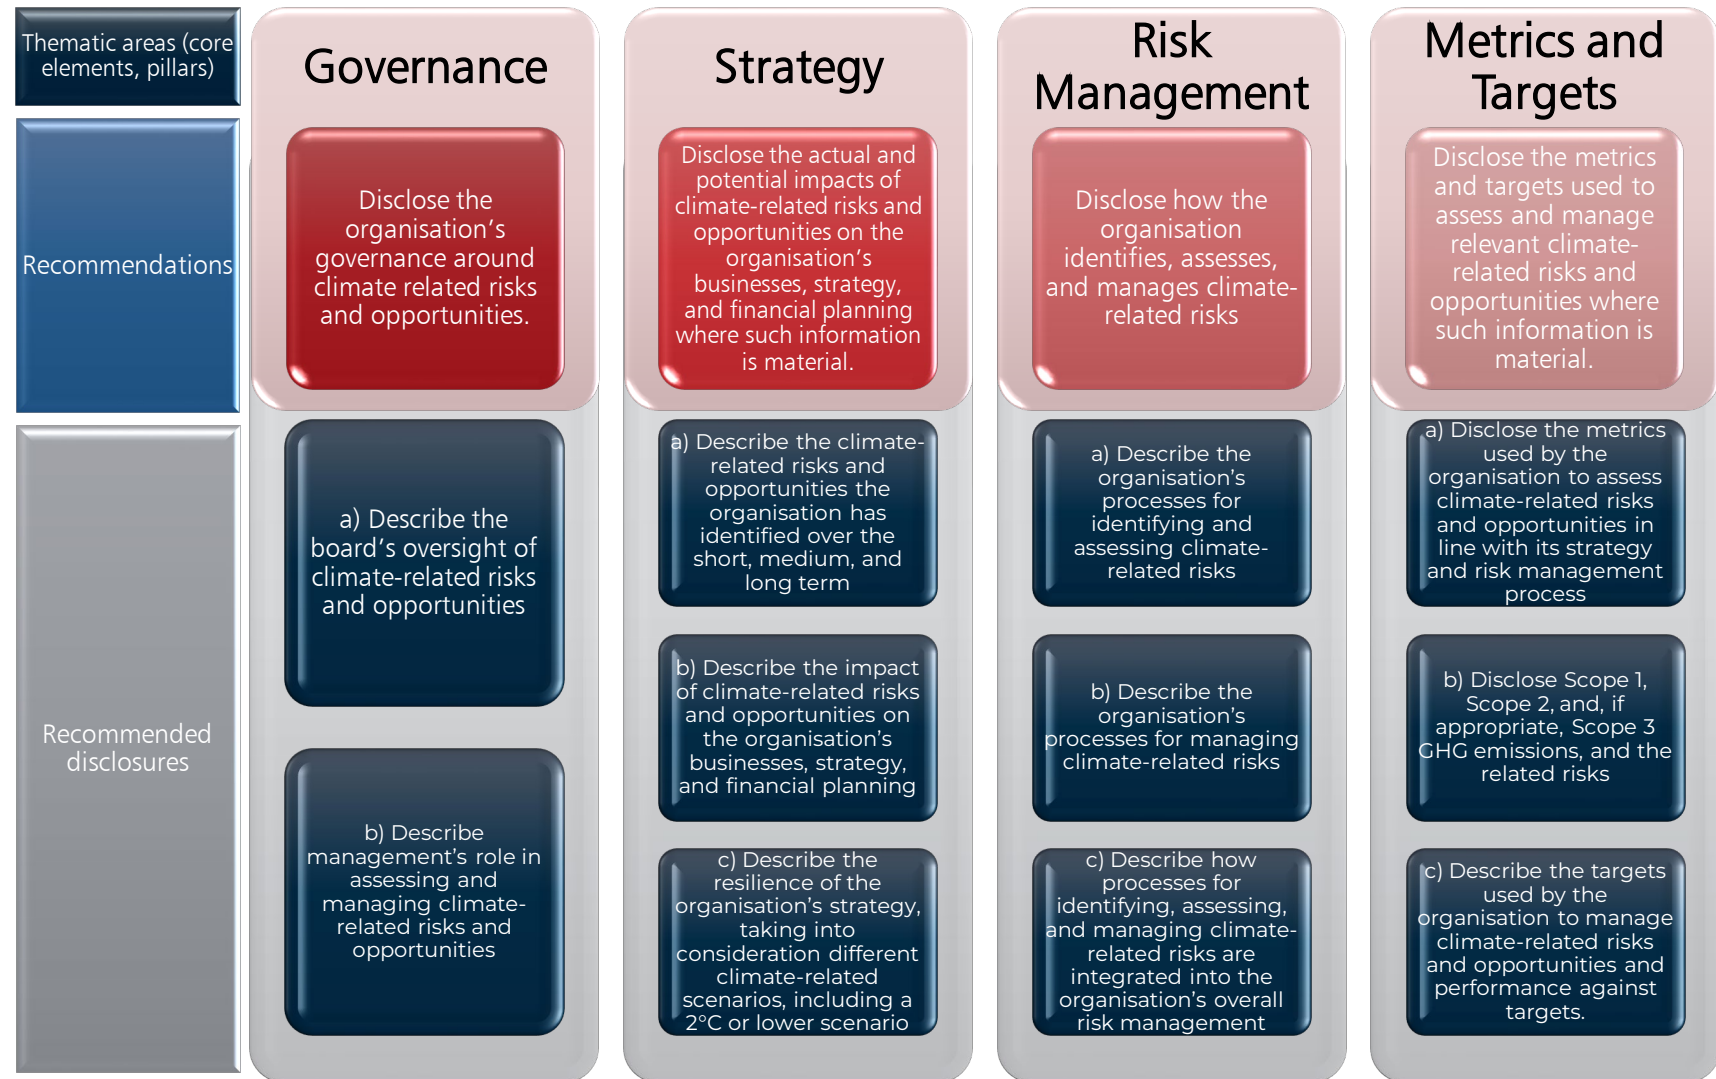 Thematic areas (core
elements, pillars)
Governance
Strategy
Risk
Management
Metrics and
Targets
Recommendations
Disclose the
organisation's
governance around
climate related risks
and opportunities.
Disclose the actual and
potential impacts of
climate-related risks and
opportunities on the
organisation's
businesses, strategy,
and financial planning
where such information
is material.
Disclose how the
organisation
identifies, assesses,
and manages climate-
related risks
Disclose the metrics
and targets used to
assess and manage
relevant climate-
related risks and
opportunities where
such information is
material.
Recommended
disclosures
a) Describe the
board's oversight of
climate-related risks
and opportunities
b) Describe
management's role in
assessing and
managing climate-
related risks and
opportunities
a) Describe the climate-
related risks and
opportunities the
organisation has
identified over the
short, medium, and
long term
b) Describe the impact
of climate-related risks
and opportunities on
the organisation's
businesses, strategy,
and financial planning
c) Describe the
resilience of the
organisation's strategy,
taking into
consideration different
climate-related
scenarios, including a
2°C or lower scenario
a) Describe the
organisation's
processes for
identifying and
assessing climate-
related risks
b) Describe the
organisation's
processes for managing
climate-related risks
c) Describe how
processes for
identifying, assessing,
and managing climate-
related risks are
integrated into the
organisation's overall
risk management
a) Disclose the metrics
used by the
organisation to assess
climate-related risks
and opportunities in
line with its strategy
and risk management
process
b) Disclose Scope 1,
Scope 2, and, if
appropriate, Scope 3
GHG emissions, and the
related risks
c) Describe the targets
used by the
organisation to manage
climate-related risks
and opportunities and
performance against
targets.